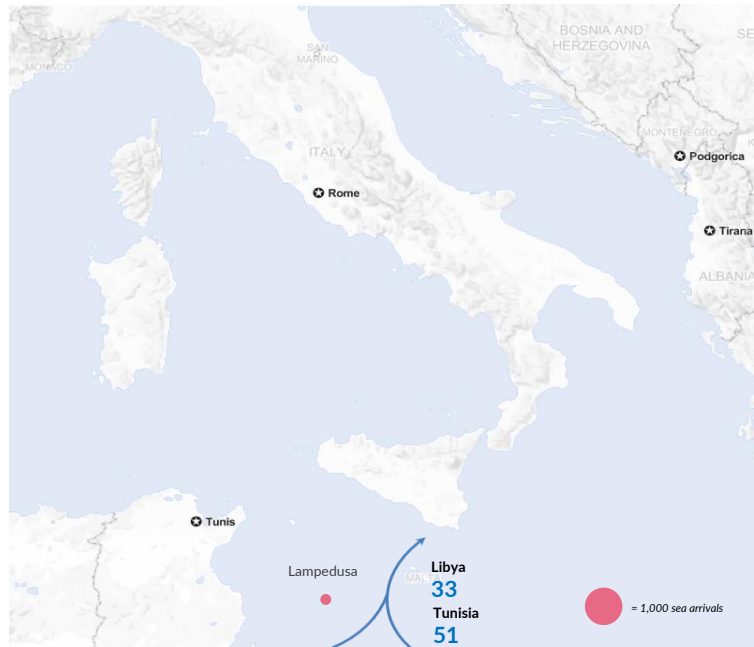 BOSNIA AND
HERZEGOVINA
SE
SAN
MARINO
MONACO
MONTENEGRO
K
ITALY
Podgorica
Rome
Tirana
ALBANIA
Tunis
Lampedusa
MALTA
Libya
33
Tunisia
51
= 1,000 sea arrivals